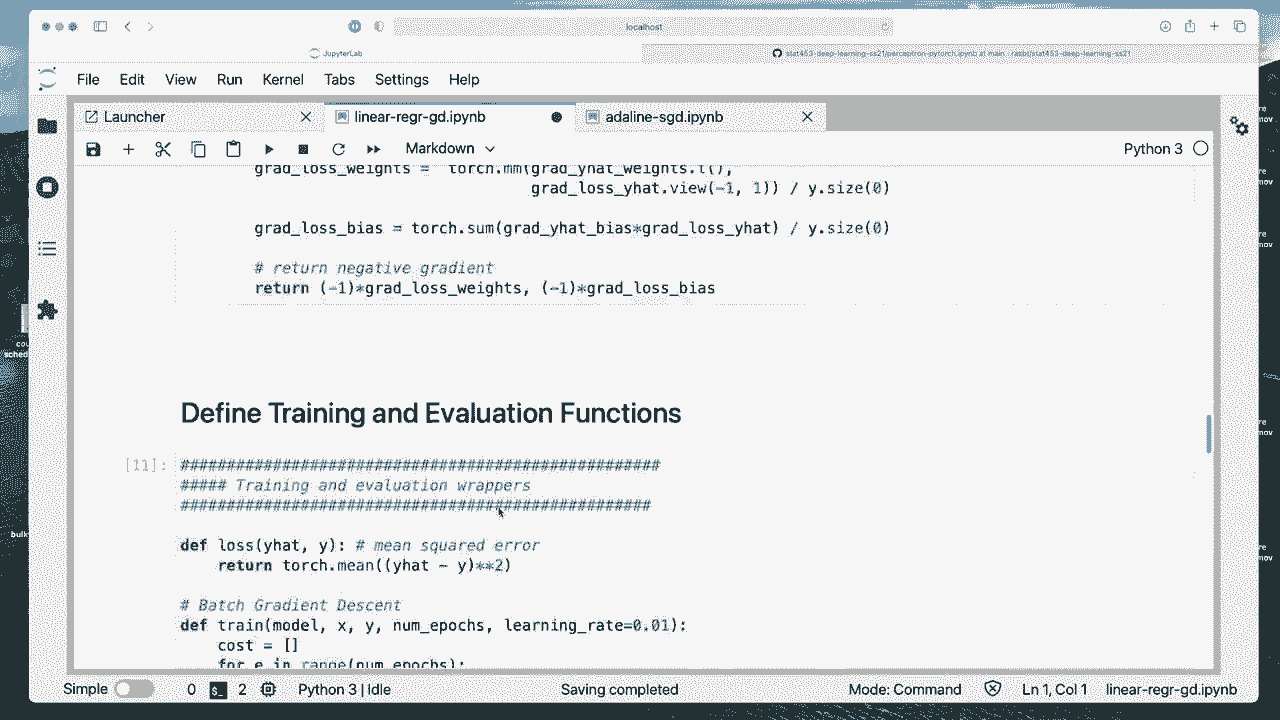 localhost
JupyterLab
stat453-deep-learning-ss21/perceptron-pytorch.ipynb at main
File Edit View Run Kernel Tabs Settings Help
Launcher linear-regr-gd.ipynb adaline-sgd.ipynb
Markdown Python 3
grad_loss_weights = torch.mm(grad_yhat_weights.t(),
grad_loss_yhat.view(-1, 1)) / y.size(0)
grad_loss_bias = torch.sum(grad_yhat_bias*grad_loss_yhat) / y.size(0)
# return negative gradient
return (-1)*grad_loss_weights, (-1)*grad_loss_bias
Define Training and Evaluation Functions
[11]: ####################################################
##### Training and evaluation wrappers
###################################################
def loss(yhat, y): # mean squared error
return torch.mean((yhat - y)**2)
# Batch Gradient Descent
def train(model, x, y, num_epochs, learning_rate=0.01):
cost = []
for e in range(num_epochs):
Simple 0 2 Python 3 | Idle Saving completed Mode: Command Ln 1, Col 1 linear-regr-gd.ipynb